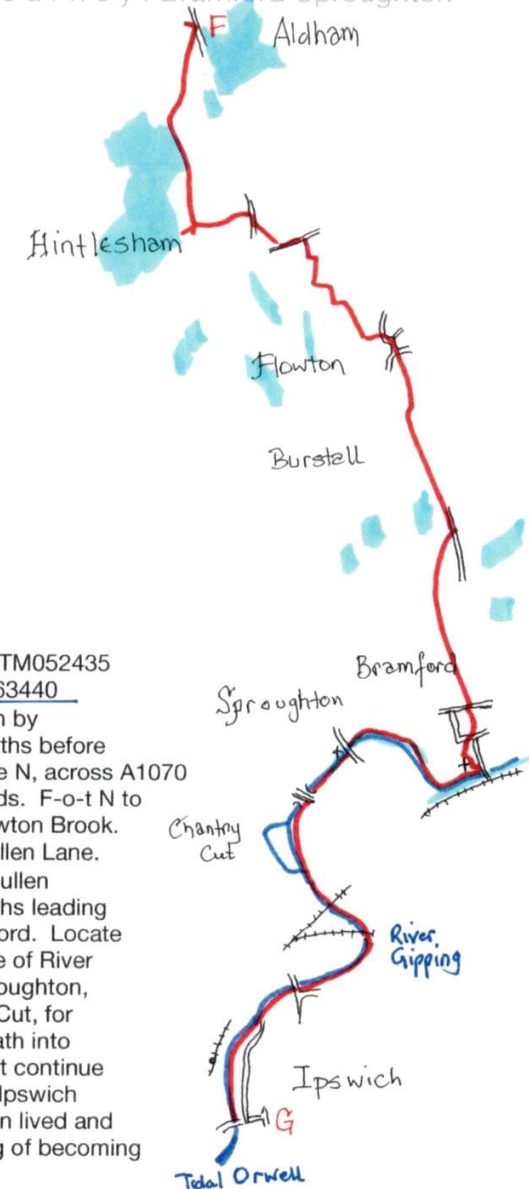 Bramford Sproughton
F
Aldham
Hintlesham
Flowton
Burstall
Bramford
Sproughton
Chantry
Cut
River
Gipping
Ipswich
G
Tidal Orwell
TM052435
63440
n by
ths before
e N, across A1070
ds. F-o-t N to
wton Brook.
llen Lane.
ullen
hs leading
ord. Locate
e of River
oughton,
Cut, for
ath into
t continue
Ipswich
n lived and
g of becoming